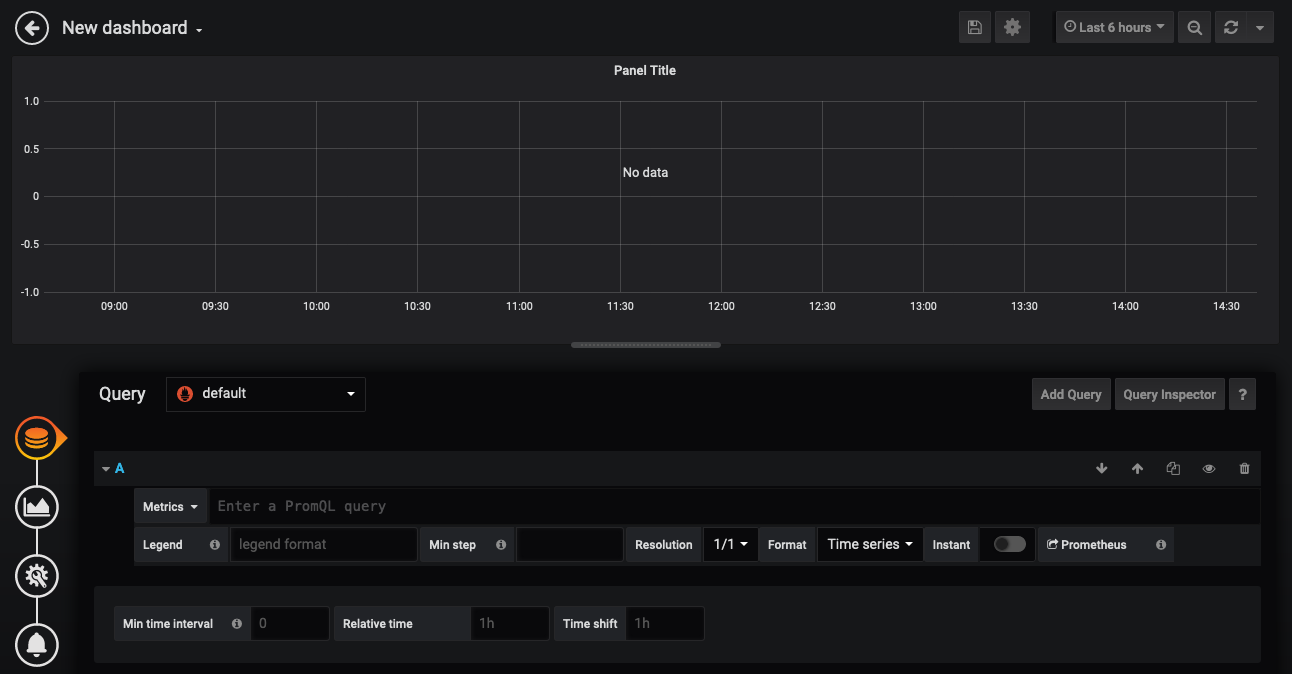 New dashboard
Last 6 hours
Panel Title
1.0
0.5
0
-0.5
-1.0
No data
09:00 09:30 10:00 10:30 11:00 11:30 12:00 12:30 13:00 13:30 14:00 14:30
Query default Add Query Query Inspector ?
A
Metrics Enter a PromQL query
Legend legend format Min step Resolution 1/1 Format Time series Instant Prometheus
Min time interval 0 Relative time 1h Time shift 1h